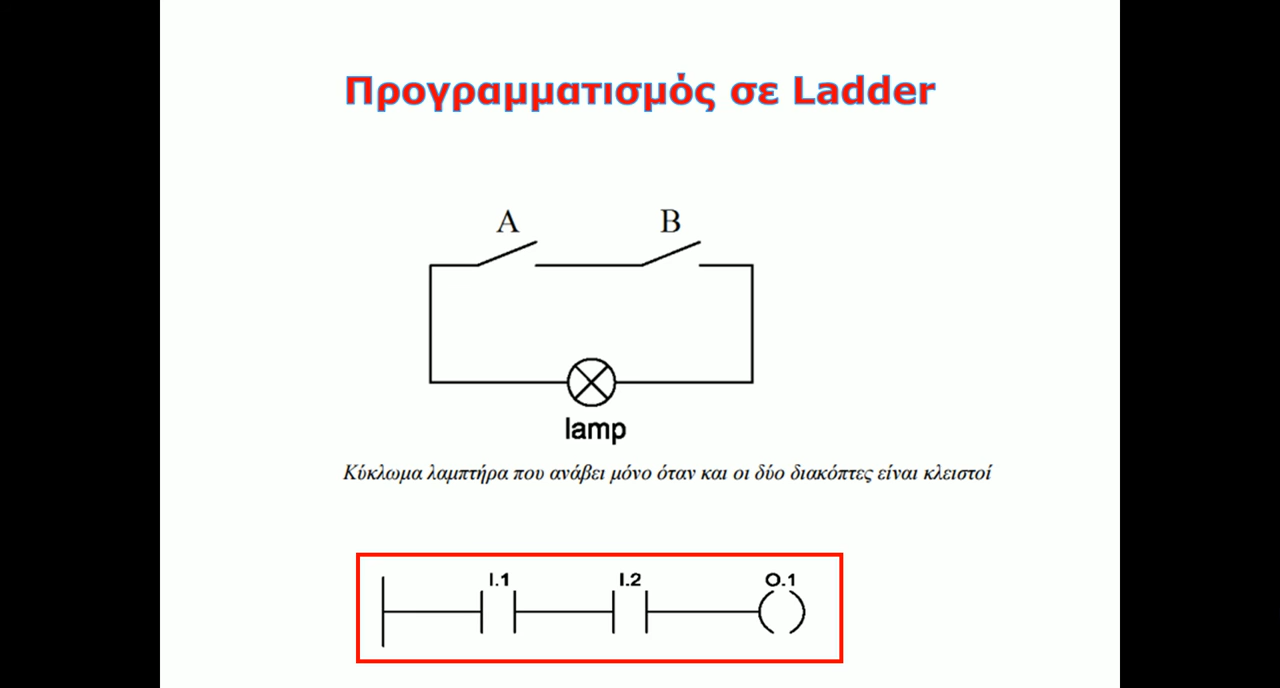 Προγραμματισμός σε Ladder
A B
lamp
Κύκλωμα λαμπτήρα που ανάβει μόνο όταν και οι δύο διακόπτες είναι κλειστοί
I.1 I.2 O.1